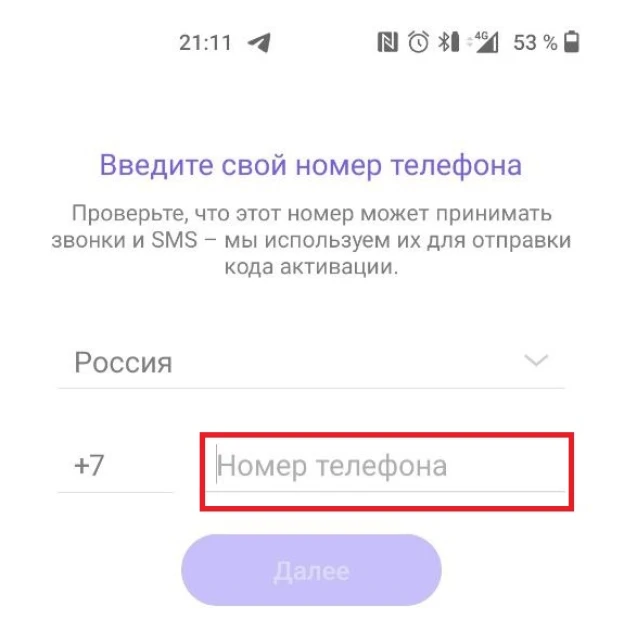 21:11 4G 53 %
Введите свой номер телефона
Проверьте, что этот номер может принимать
звонки и SMS – мы используем их для отправки
кода активации.
Россия
+7 Номер телефона
Далее